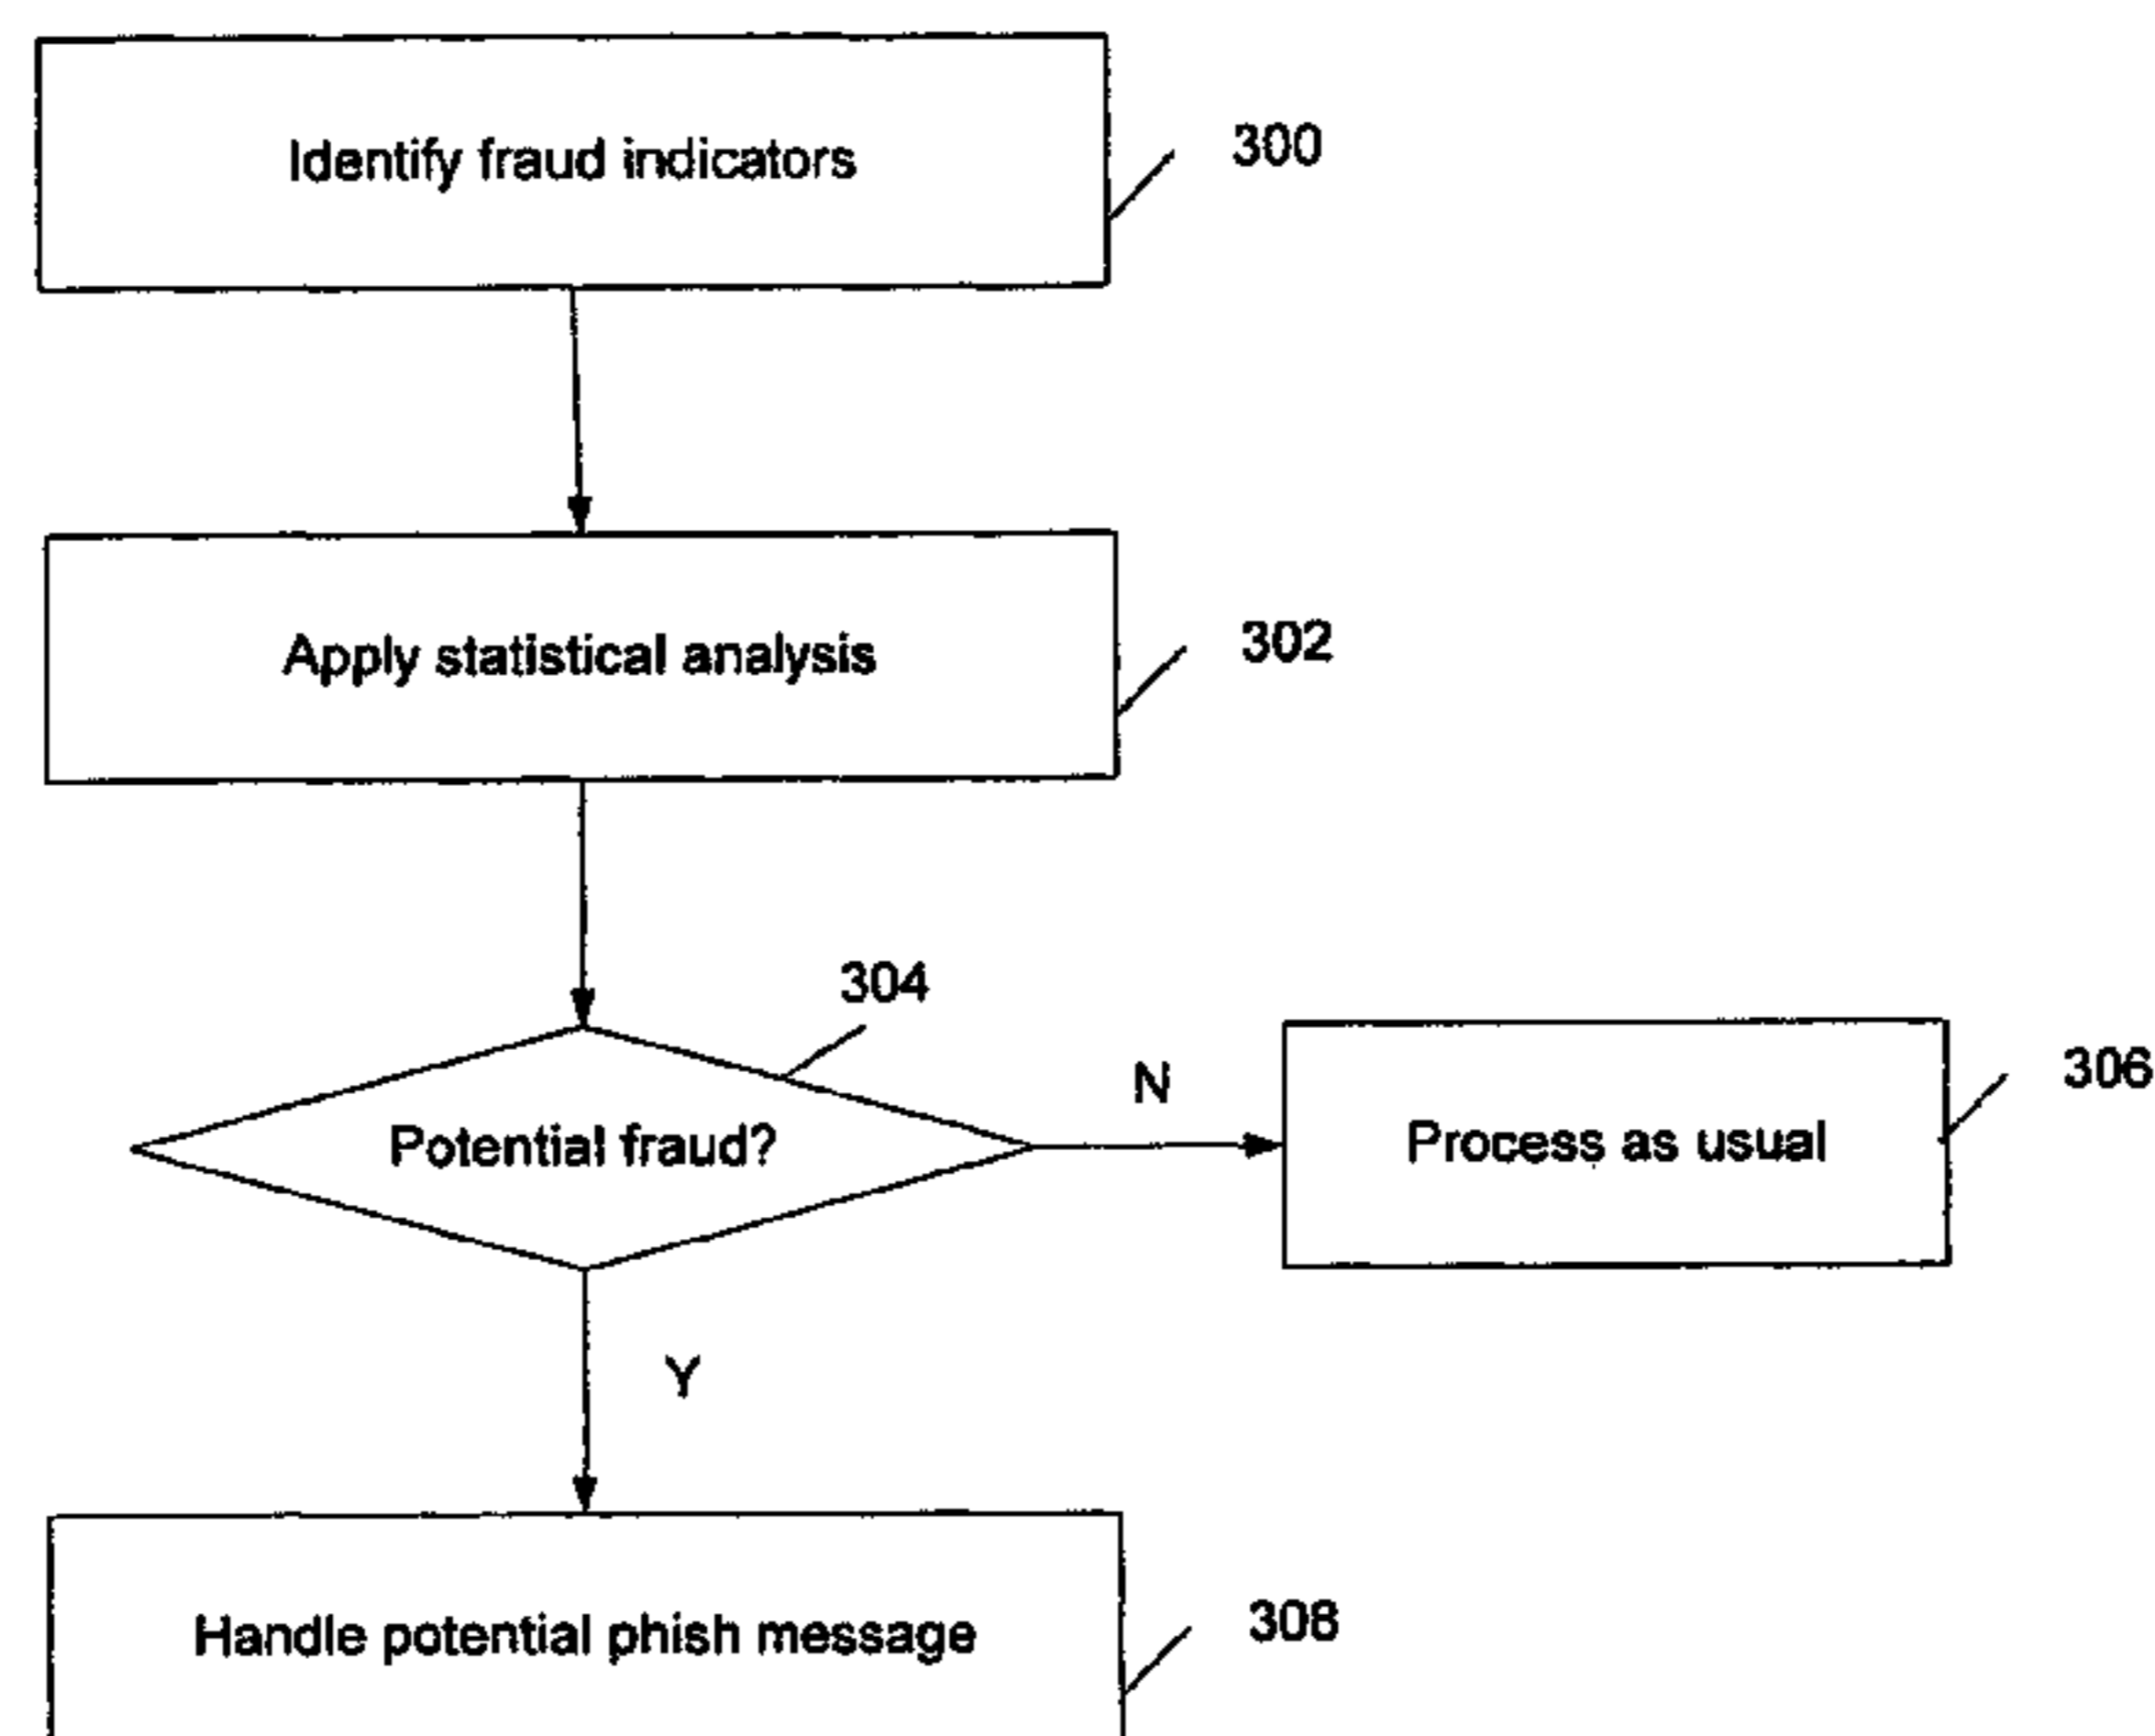 Identify fraud indicators
300
Apply statistical analysis
302
304
Potential fraud?
N
Process as usual
306
Y
Handle potential phish message
308